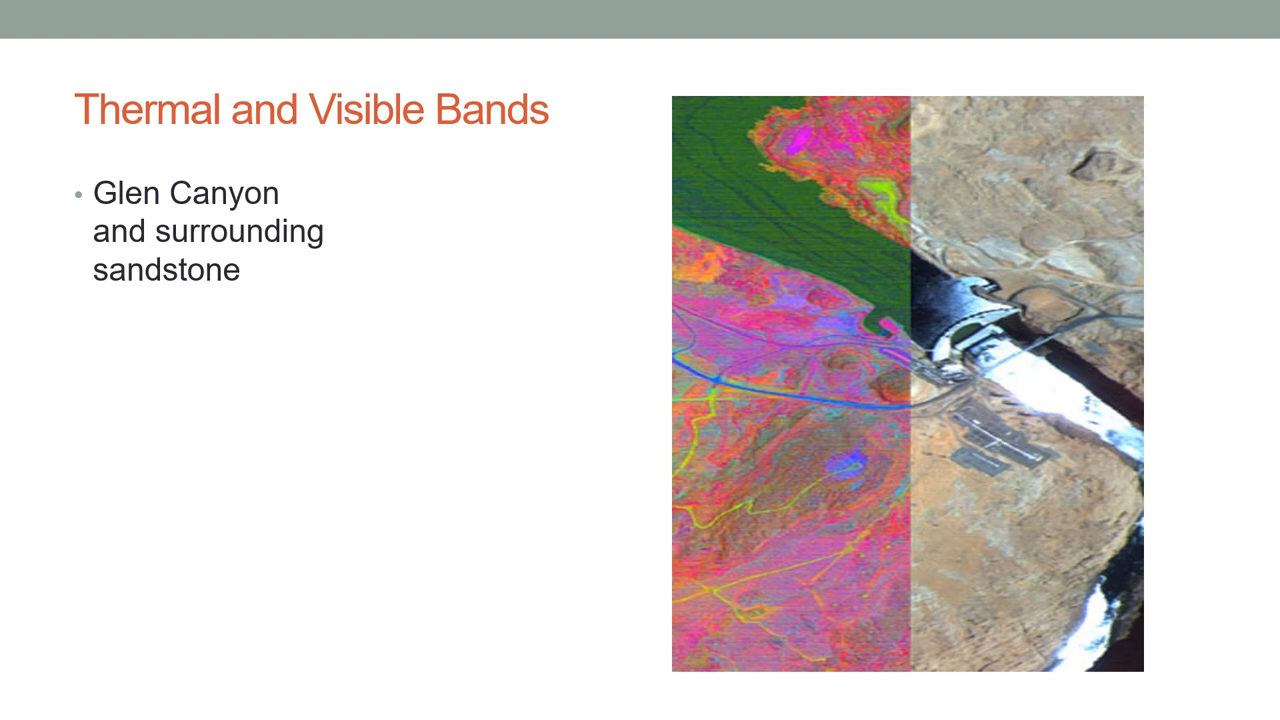 Thermal and Visible Bands
• Glen Canyon
and surrounding
sandstone